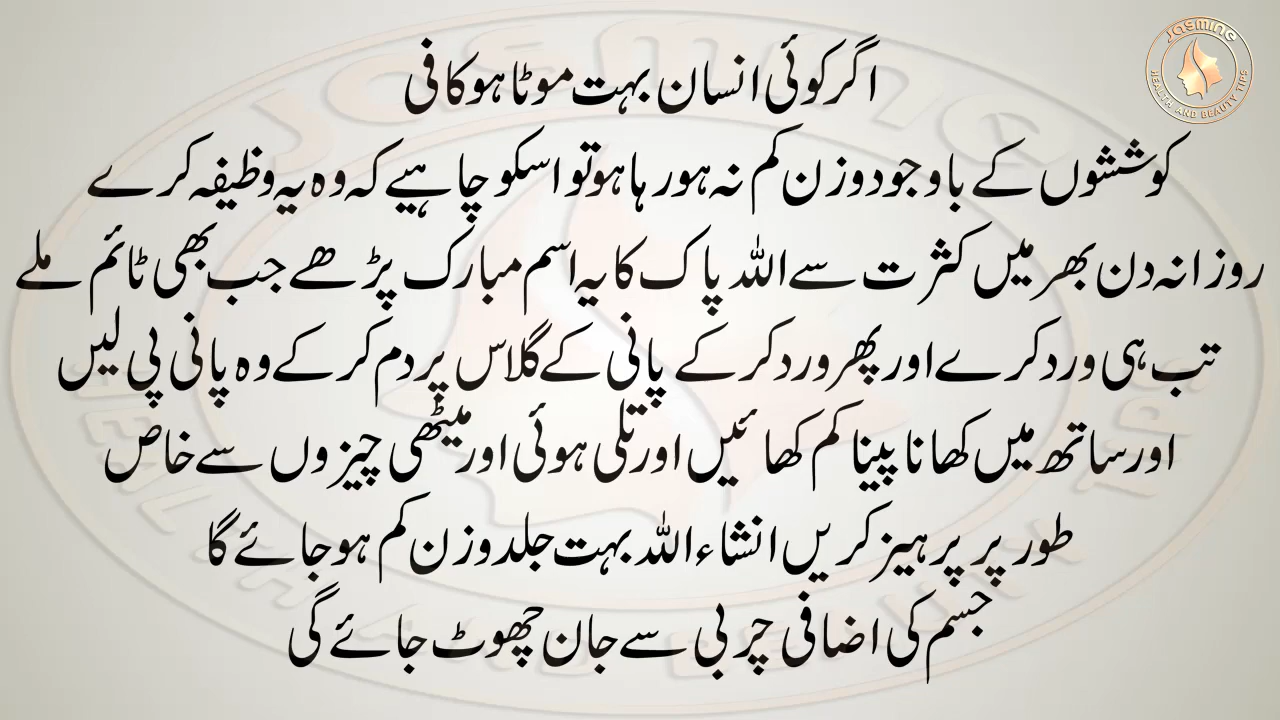 JASMINE
HEALTH AND BEAUTY TIPS
اگر کوئی انسان بہت موٹا ہو کافی
کوششوں کے باوجود وزن کم نہ ہو رہا ہو تو اسکو چاہیے کہ وہ یہ وظیفہ کرے
روزانہ دن بھر میں کثرت سے اللہ پاک کا یہ اسم مبارک پڑھے جب بھی ٹائم ملے
تب ہی ورد کرے اور پھر ورد کر کے پانی کے گلاس پر دم کر کے وہ پانی پی لیں
اور ساتھ میں کھانا پینا کم کھائیں اور تلی ہوئی اور میٹھی چیزوں سے خاص
طور پر پرہیز کریں انشاء اللہ بہت جلد وزن کم ہو جائے گا
جسم کی اضافی چربی سے جان چھوٹ جائے گی